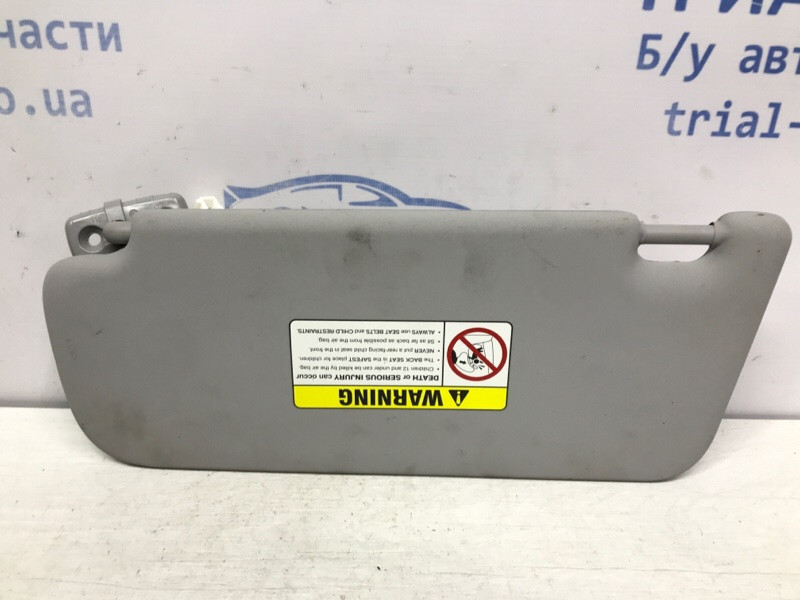 части
o.ua
Б/у авт
trial-
WARNING
DEATH or SERIOUS INJURY can occur
• Children 12 and under can be killed by the air bag
• The BACK SEAT is the SAFEST place for children.
• NEVER put a rear-facing child seat in the front.
• Sit as far back as possible from the air bag.
• ALWAYS use SEAT BELTS and CHILD RESTRAINTS.